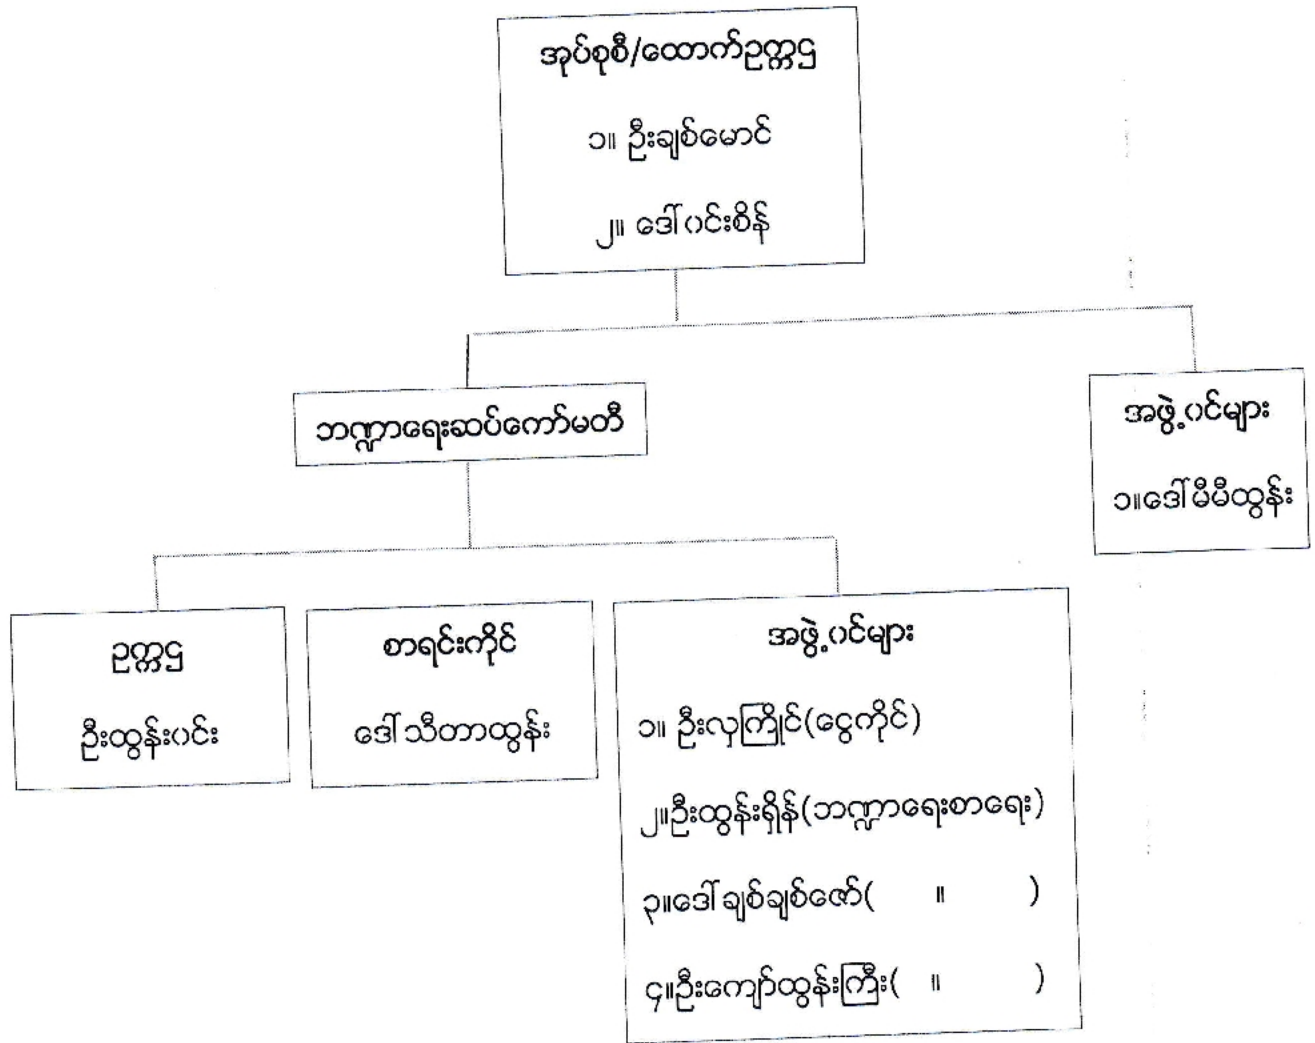 အုပ်စုစီ/ထောက်ဥက္ကဌ
၁။ ဦးချစ်မောင်
၂။ ဒေါ်ဝင်းစိန်
ဘဏ္ဍာရေးဆပ်ကော်မတီ
အဖွဲ့ဝင်များ
၁။ဒေါ်မီမီထွန်း
ဥက္ကဌ
ဦးထွန်းဝင်း
စာရင်းကိုင်
ဒေါ်သီတာထွန်း
အဖွဲ့ဝင်များ
၁။ ဦးလှကြိုင်(ငွေကိုင်)
၂။ဦးထွန်းရှိန်(ဘဏ္ဍာရေးစာရေး)
၃။ဒေါ်ချစ်ချစ်ဇော်( ။ )
၄။ဦးကျော်ထွန်းကြီး( ။ )